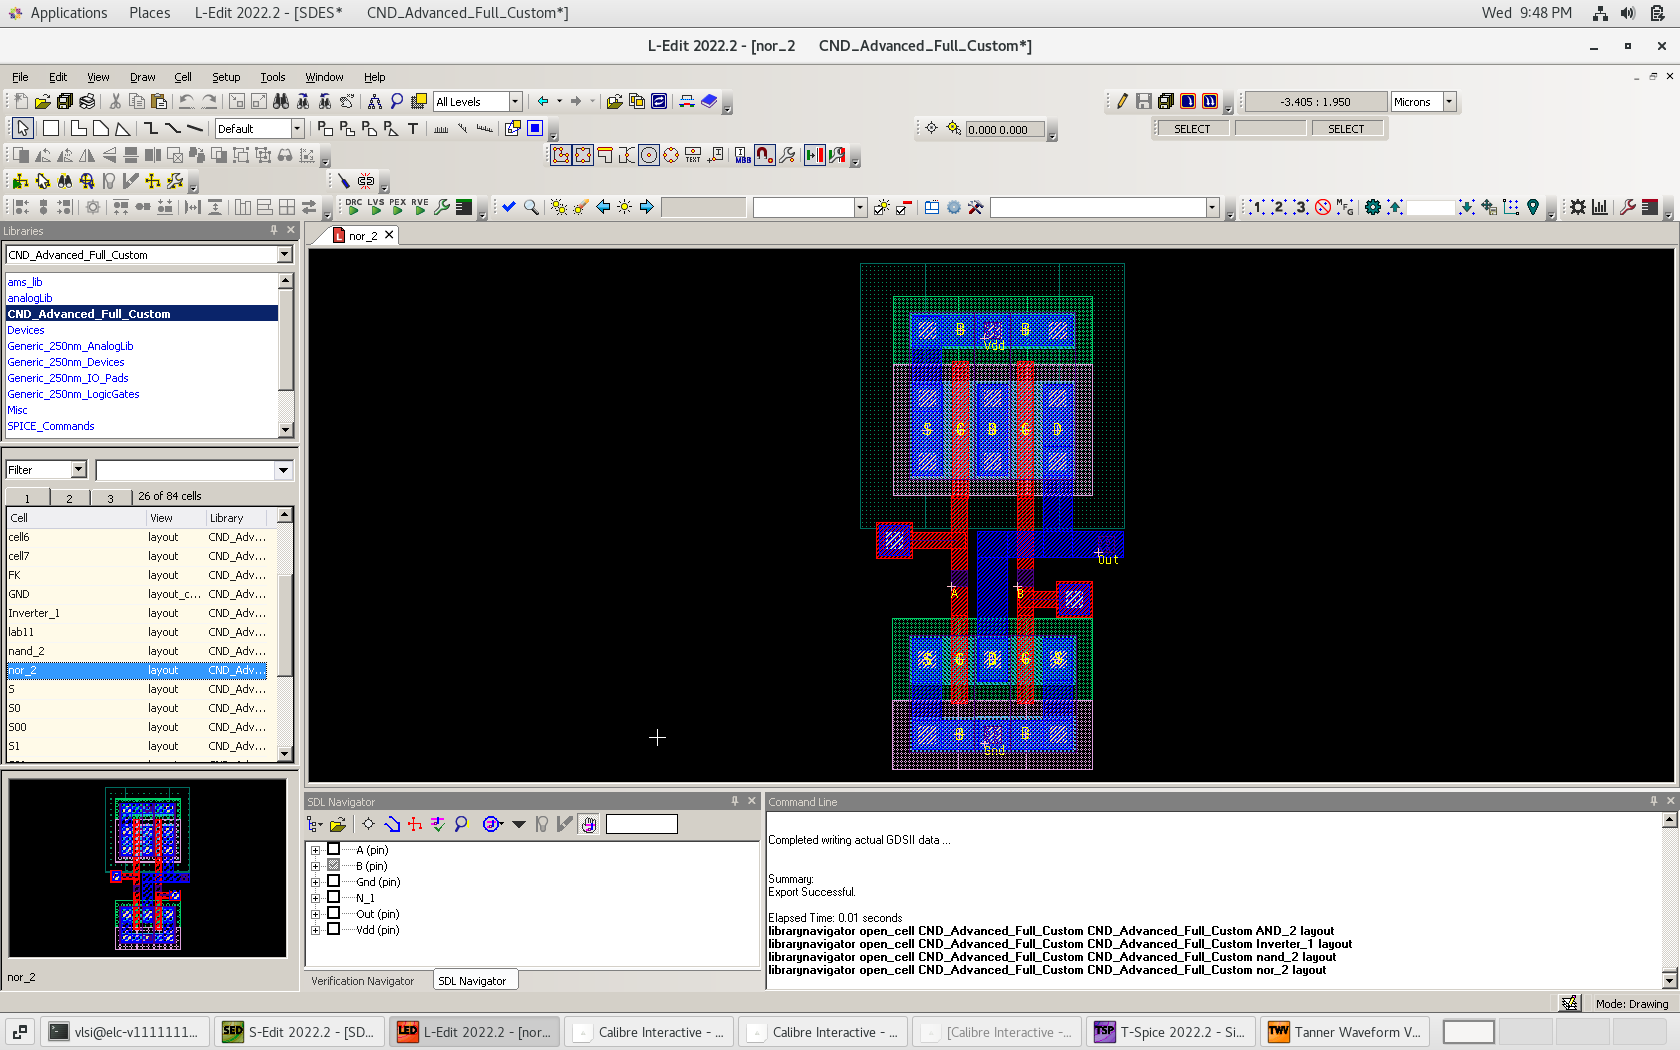 Applications Places L-Edit 2022.2 - [SDES* CND_Advanced_Full_Custom*] Wed 9:48 PM
L-Edit 2022.2 - [nor_2 CND_Advanced_Full_Custom*]
File Edit View Draw Cell Setup Tools Window Help
All Levels -3.405 : 1.950 Microns
Default 0.000 0.000 SELECT SELECT
TEXT MBB
DRC LVS PEX RVE
Libraries
nor_2
CND_Advanced_Full_Custom
ams_lib
analogLib
CND_Advanced_Full_Custom
Devices
Generic_250nm_AnalogLib
Generic_250nm_Devices
Generic_250nm_IO_Pads
Generic_250nm_LogicGates
Misc
SPICE_Commands
Filter
1 2 3 26 of 84 cells
Cell View Library
cell6 layout CND_Adv...
cell7 layout CND_Adv...
FK layout CND_Adv...
GND layout_c... CND_Adv...
Inverter_1 layout CND_Adv...
lab11 layout CND_Adv...
nand_2 layout CND_Adv...
nor_2 layout CND_Adv...
S layout CND_Adv...
S0 layout CND_Adv...
S00 layout CND_Adv...
S1 layout CND_Adv...
nor_2
B B
Vdd
S G B G D
Out
A B
S G D G S
B B
Gnd
SDL Navigator
A (pin)
B (pin)
Gnd (pin)
N_1
Out (pin)
Vdd (pin)
Verification Navigator SDL Navigator
Command Line
Completed writing actual GDSII data ...
Summary:
Export Successful.
Elapsed Time: 0.01 seconds
librarynavigator open_cell CND_Advanced_Full_Custom CND_Advanced_Full_Custom AND_2 layout
librarynavigator open_cell CND_Advanced_Full_Custom CND_Advanced_Full_Custom Inverter_1 layout
librarynavigator open_cell CND_Advanced_Full_Custom CND_Advanced_Full_Custom nand_2 layout
librarynavigator open_cell CND_Advanced_Full_Custom CND_Advanced_Full_Custom nor_2 layout
Mode: Drawing
vlsi@elc-v1111111... SED S-Edit 2022.2 - [SD... LED L-Edit 2022.2 - [nor... Calibre Interactive - ... Calibre Interactive - ... [Calibre Interactive - ... TSP T-Spice 2022.2 - Si... TWV Tanner Waveform V...